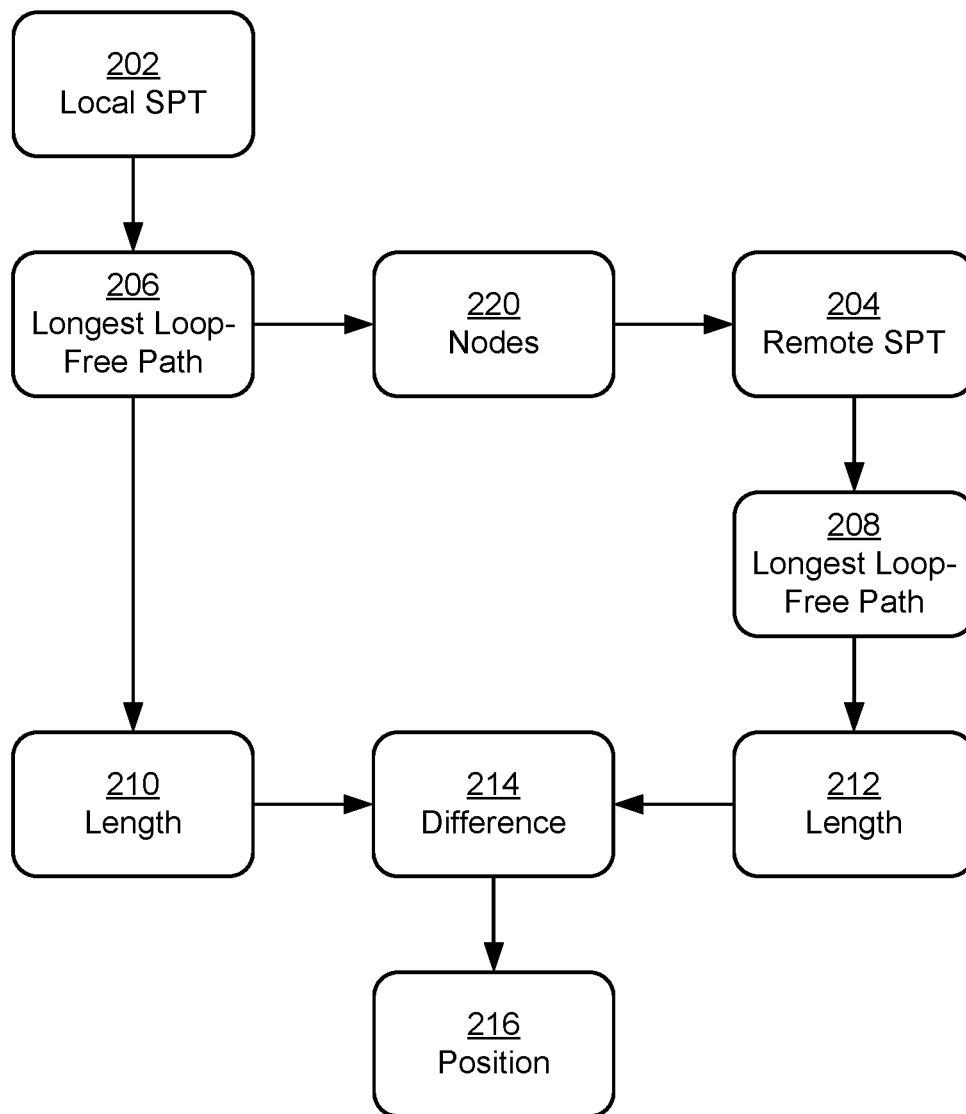 202
Local SPT
206
Longest Loop-
Free Path
220
Nodes
204
Remote SPT
208
Longest Loop-
Free Path
210
Length
214
Difference
212
Length
216
Position